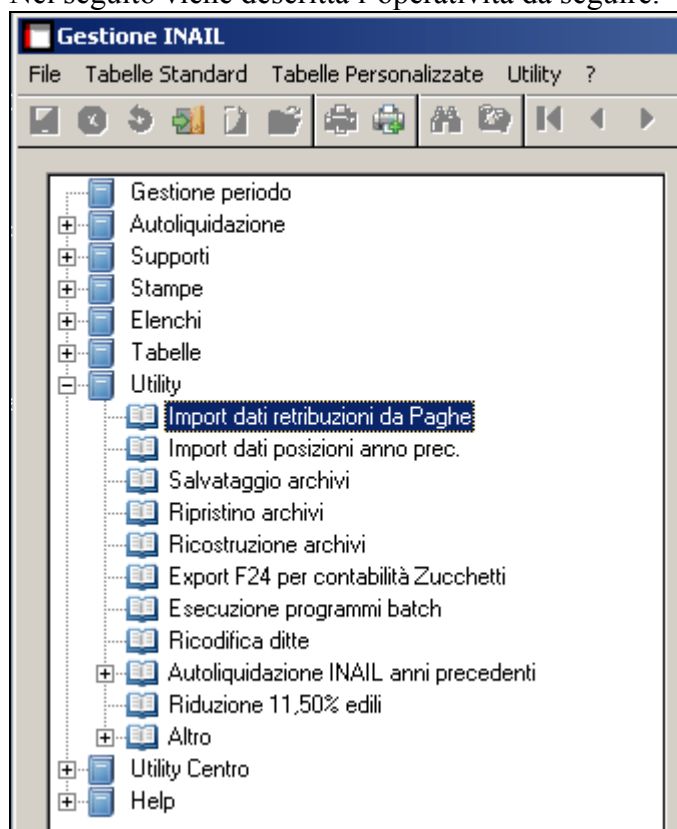 Nel seguito viene descritta l'operatività da seguire.
Gestione INAIL
File Tabelle Standard Tabelle Personalizzate Utility ?
Gestione periodo
Autoliquidazione
Supporti
Stampe
Elenchi
Tabelle
Utility
Import dati retribuzioni da Paghe
Import dati posizioni anno prec.
Salvataggio archivi
Ripristino archivi
Ricostruzione archivi
Export F24 per contabilità Zucchetti
Esecuzione programmi batch
Ricodifica ditte
Autoliquidazione INAIL anni precedenti
Riduzione 11,50% edili
Altro
Utility Centro
Help